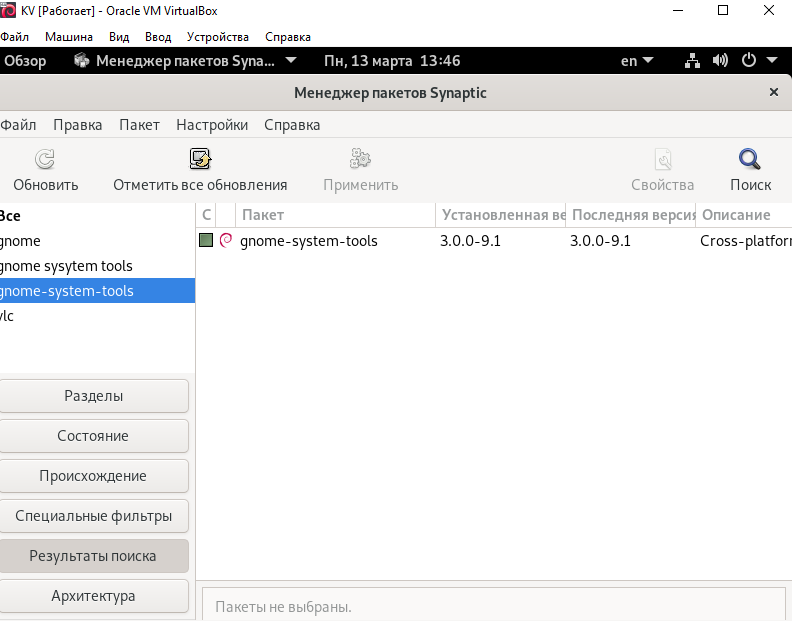 KV [Работает] - Oracle VM VirtualBox
Файл Машина Вид Ввод Устройства Справка
Обзор Менеджер пакетов Syna... Пн, 13 марта 13:46 en
Менеджер пакетов Synaptic
Файл Правка Пакет Настройки Справка
Обновить Отметить все обновления Применить Свойства Поиск
Все
gnome
gnome sysytem tools
gnome-system-tools
vlc
С Пакет Установленная ве Последняя версия Описание
gnome-system-tools 3.0.0-9.1 3.0.0-9.1 Cross-platfor
Разделы
Состояние
Происхождение
Специальные фильтры
Результаты поиска
Архитектура
Пакеты не выбраны.